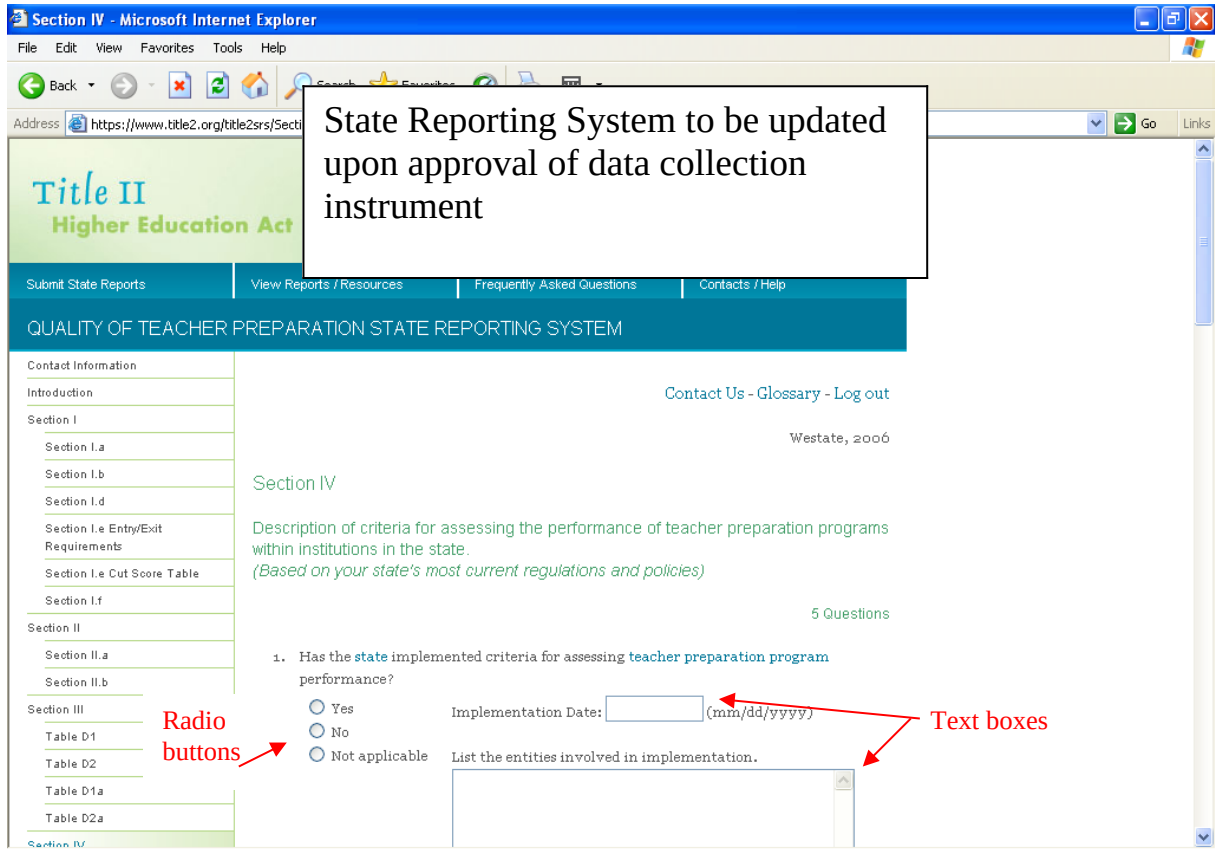 Section IV - Microsoft Internet Explorer
File Edit View Favorites Tools Help
Back Search Favorites
Address https://www.title2.org/title2srs/Secti Go Links
State Reporting System to be updated
upon approval of data collection
instrument
Title II
Higher Education Act
Submit State Reports View Reports / Resources Frequently Asked Questions Contacts / Help
QUALITY OF TEACHER PREPARATION STATE REPORTING SYSTEM
Contact Information
Introduction
Section I
Section I.a
Section I.b
Section I.d
Section I.e Entry/Exit
Requirements
Section I.e Cut Score Table
Section I.f
Section II
Section II.a
Section II.b
Section III
Table D1
Table D2
Table D1a
Table D2a
Section IV
Contact Us - Glossary - Log out
Westate, 2006
Section IV
Description of criteria for assessing the performance of teacher preparation programs
within institutions in the state.
(Based on your state's most current regulations and policies)
5 Questions
1. Has the state implemented criteria for assessing teacher preparation program
performance?
Yes
No
Not applicable
Implementation Date: (mm/dd/yyyy)
List the entities involved in implementation.
Radio
buttons
Text boxes